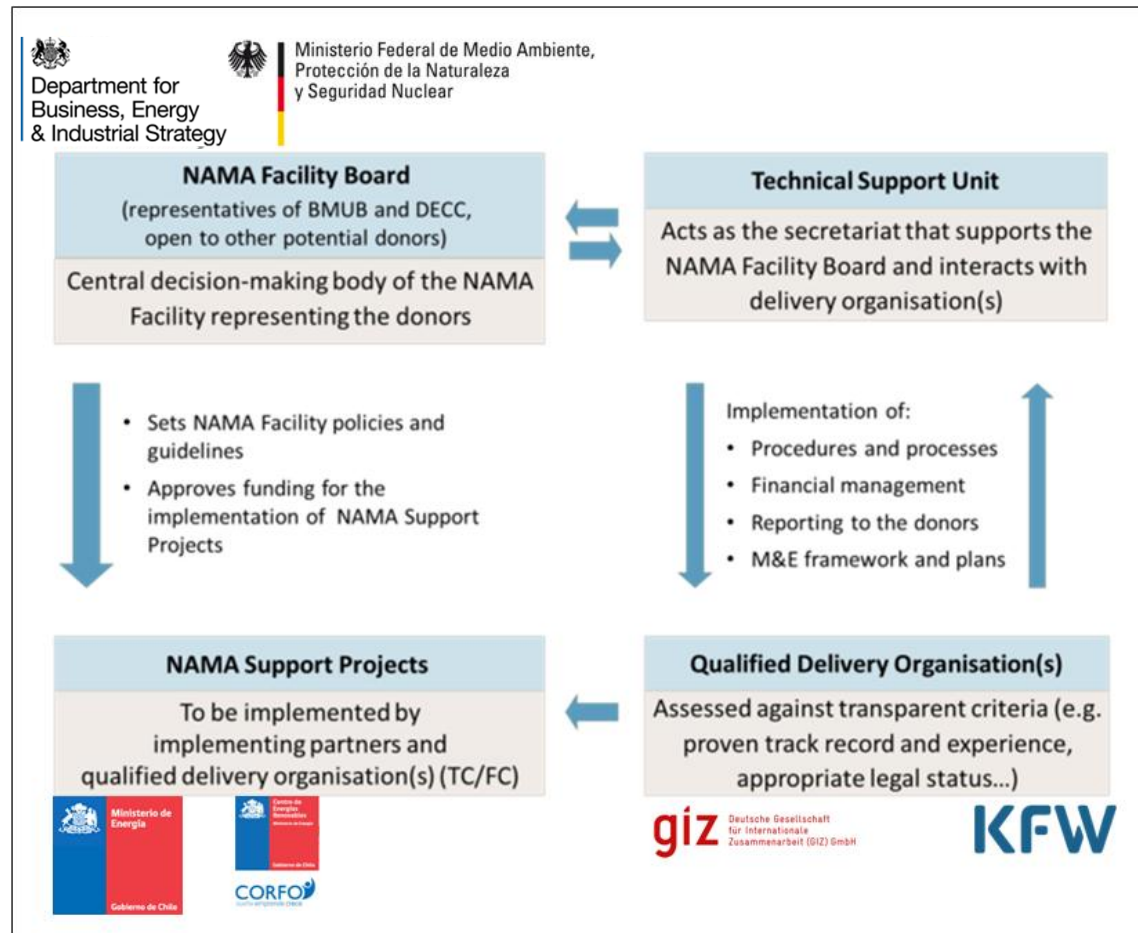 Department for
Business, Energy
& Industrial Strategy
Ministerio Federal de Medio Ambiente,
Protección de la Naturaleza
y Seguridad Nuclear
NAMA Facility Board
(representatives of BMUB and DECC,
open to other potential donors)
Central decision-making body of the NAMA
Facility representing the donors
Technical Support Unit
Acts as the secretariat that supports the
NAMA Facility Board and interacts with
delivery organisation(s)
• Sets NAMA Facility policies and
guidelines
• Approves funding for the
implementation of NAMA Support
Projects
Implementation of:
• Procedures and processes
• Financial management
• Reporting to the donors
• M&E framework and plans
NAMA Support Projects
To be implemented by
implementing partners and
qualified delivery organisation(s) (TC/FC)
Qualified Delivery Organisation(s)
Assessed against transparent criteria (e.g.
proven track record and experience,
appropriate legal status...)
Ministerio de
Energía
Gobierno de Chile
Centro de
Energías
Renovables
Gobierno de Chile
CORFO
giz
Deutsche Gesellschaft
für Internationale
Zusammenarbeit (GIZ) GmbH
KFW